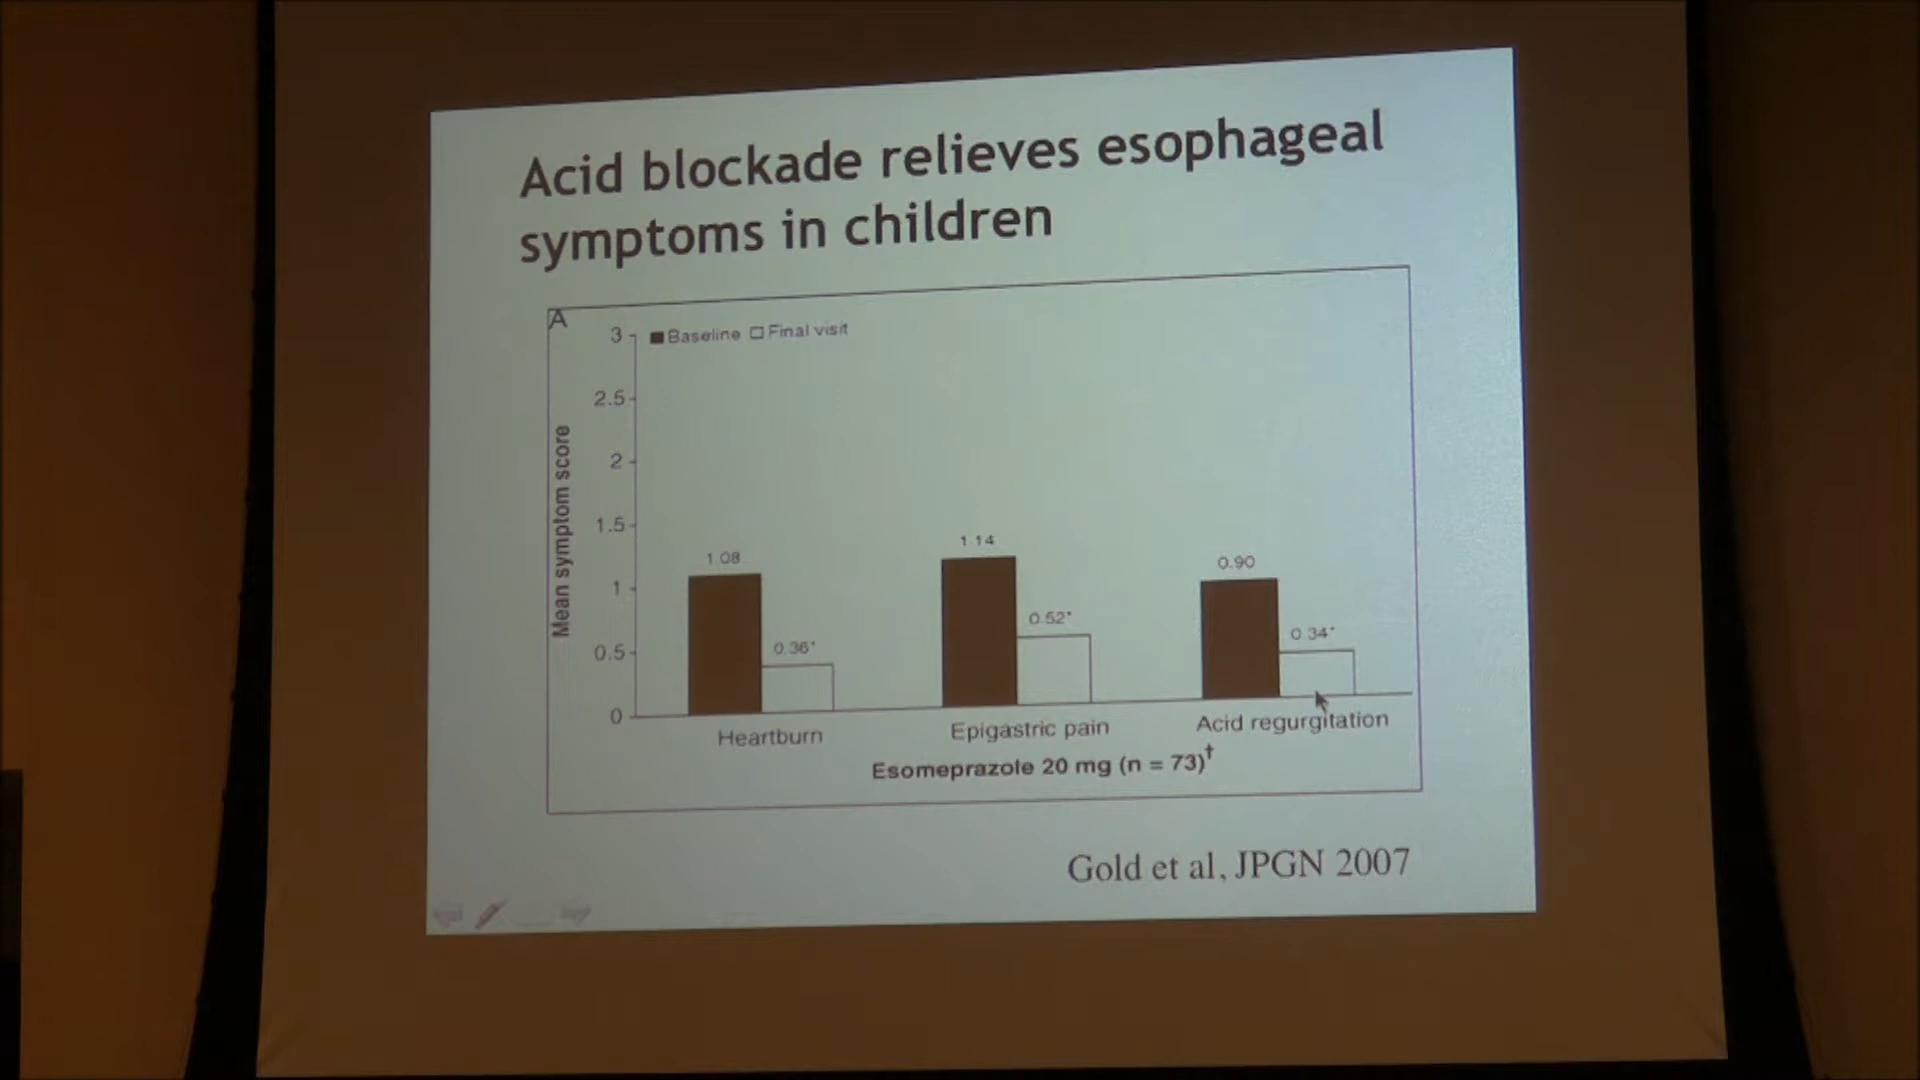 Acid blockade relieves esophageal
symptoms in children
A
3
Baseline Final visit
2.5
2
1.5
1
0.5
0
Mean symptom score
1.08
0.36*
1.14
0.52*
0.90
0.34*
Heartburn
Epigastric pain
Acid regurgitation
Esomeprazole 20 mg (n = 73)†
Gold et al, JPGN 2007